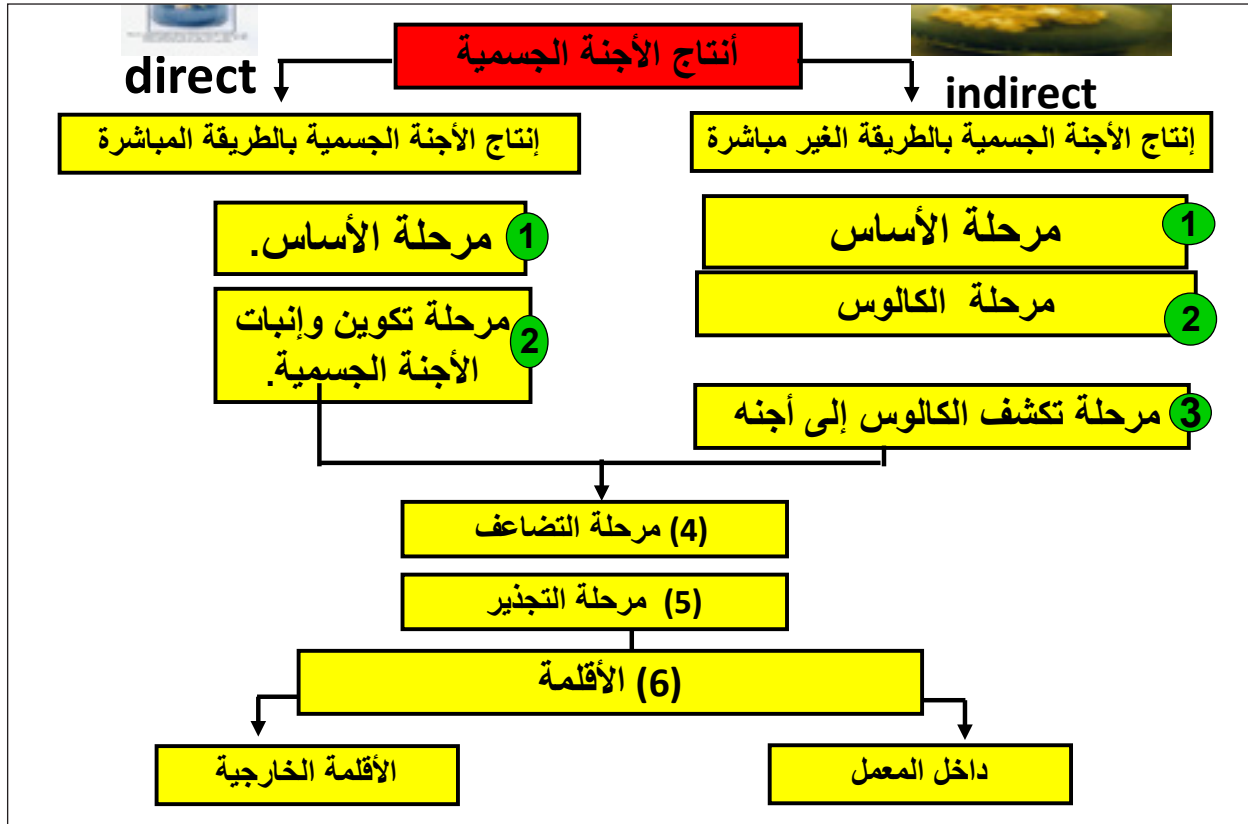 أنتاج الأجنة الجسمية
direct
indirect
إنتاج الأجنة الجسمية بالطريقة الغير مباشرة
إنتاج الأجنة الجسمية بالطريقة المباشرة
مرحلة الأساس
1
مرحلة الكالوس
2
مرحلة تكشف الكالوس إلى أجنه
3
مرحلة الأساس.
1
مرحلة تكوين وإنبات
الأجنة الجسمية.
2
(4) مرحلة التضاعف
(5) مرحلة التجذير
(6) الأقلمة
داخل المعمل
الأقلمة الخارجية